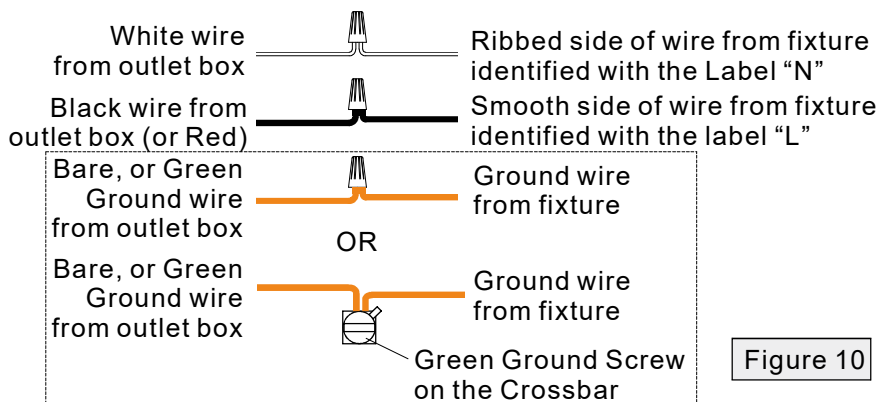 White wire
from outlet box
Ribbed side of wire from fixture
identified with the Label “N”
Black wire from
outlet box (or Red)
Smooth side of wire from fixture
identified with the label “L”
Bare, or Green
Ground wire
from outlet box
Ground wire
from fixture
OR
Bare, or Green
Ground wire
from outlet box
Ground wire
from fixture
Green Ground Screw
on the Crossbar
Figure 10